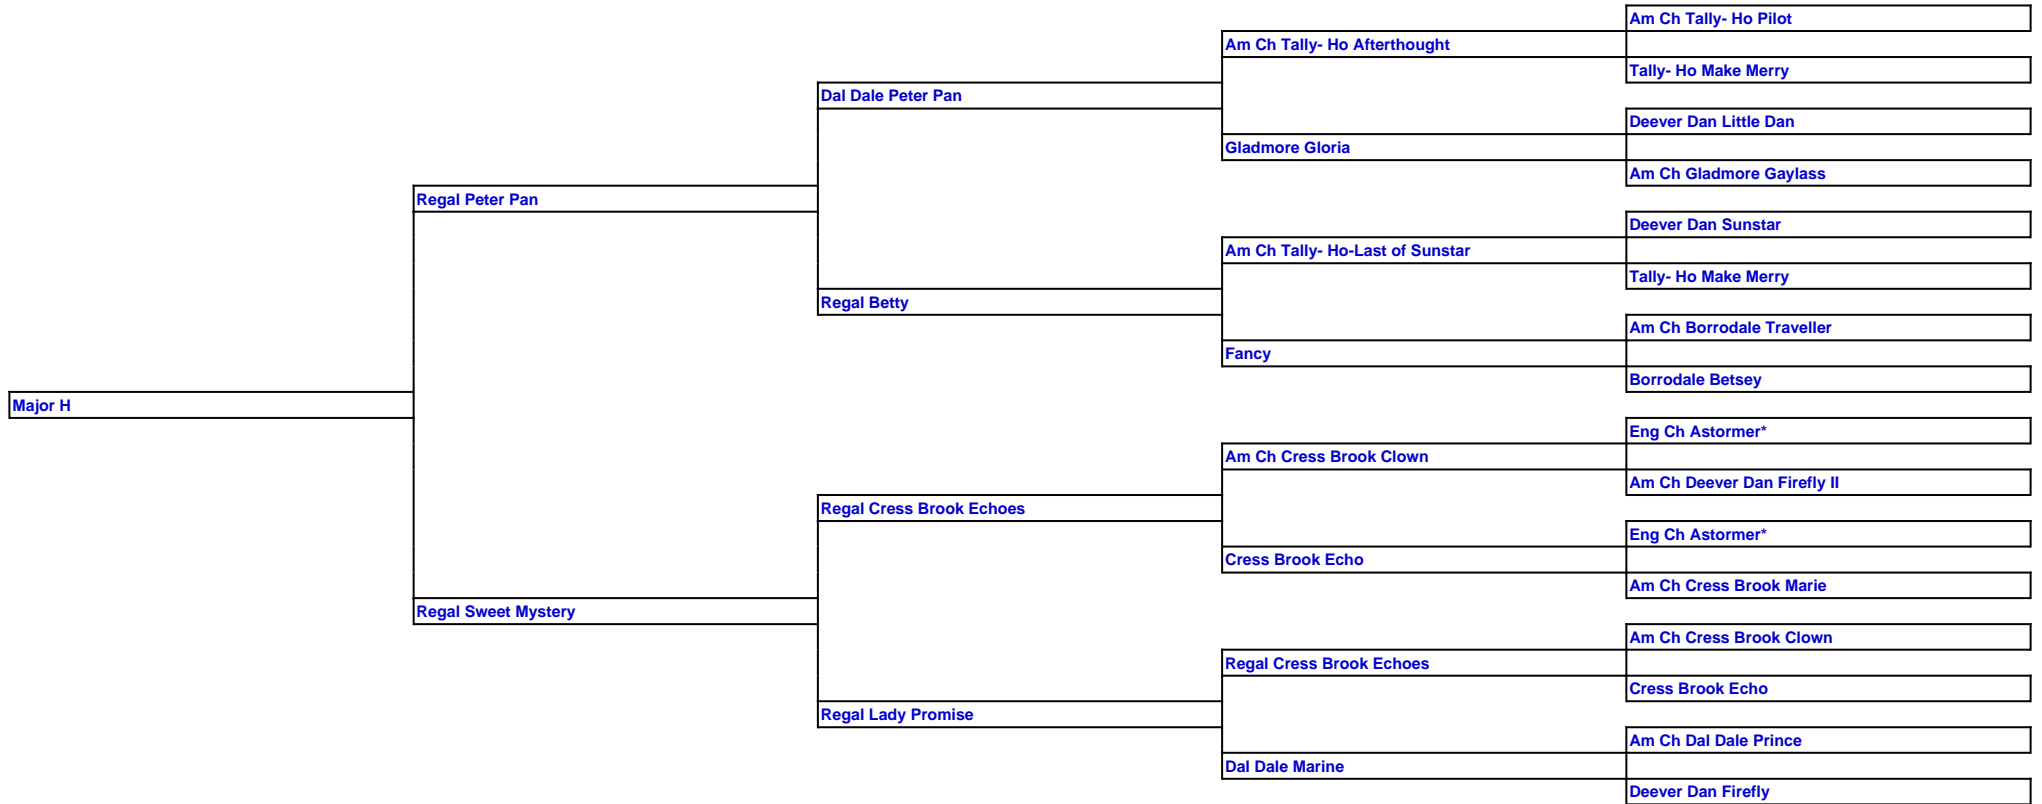 Am Ch Tally- Ho Pilot
Am Ch Tally- Ho Afterthought
Tally- Ho Make Merry
Dal Dale Peter Pan
Deever Dan Little Dan
Gladmore Gloria
Am Ch Gladmore Gaylass
Regal Peter Pan
Deever Dan Sunstar
Am Ch Tally- Ho-Last of Sunstar
Tally- Ho Make Merry
Regal Betty
Am Ch Borrodale Traveller
Fancy
Borrodale Betsey
Major H
Eng Ch Astormer*
Am Ch Cress Brook Clown
Am Ch Deever Dan Firefly II
Regal Cress Brook Echoes
Eng Ch Astormer*
Cress Brook Echo
Am Ch Cress Brook Marie
Regal Sweet Mystery
Am Ch Cress Brook Clown
Regal Cress Brook Echoes
Cress Brook Echo
Regal Lady Promise
Am Ch Dal Dale Prince
Dal Dale Marine
Deever Dan Firefly